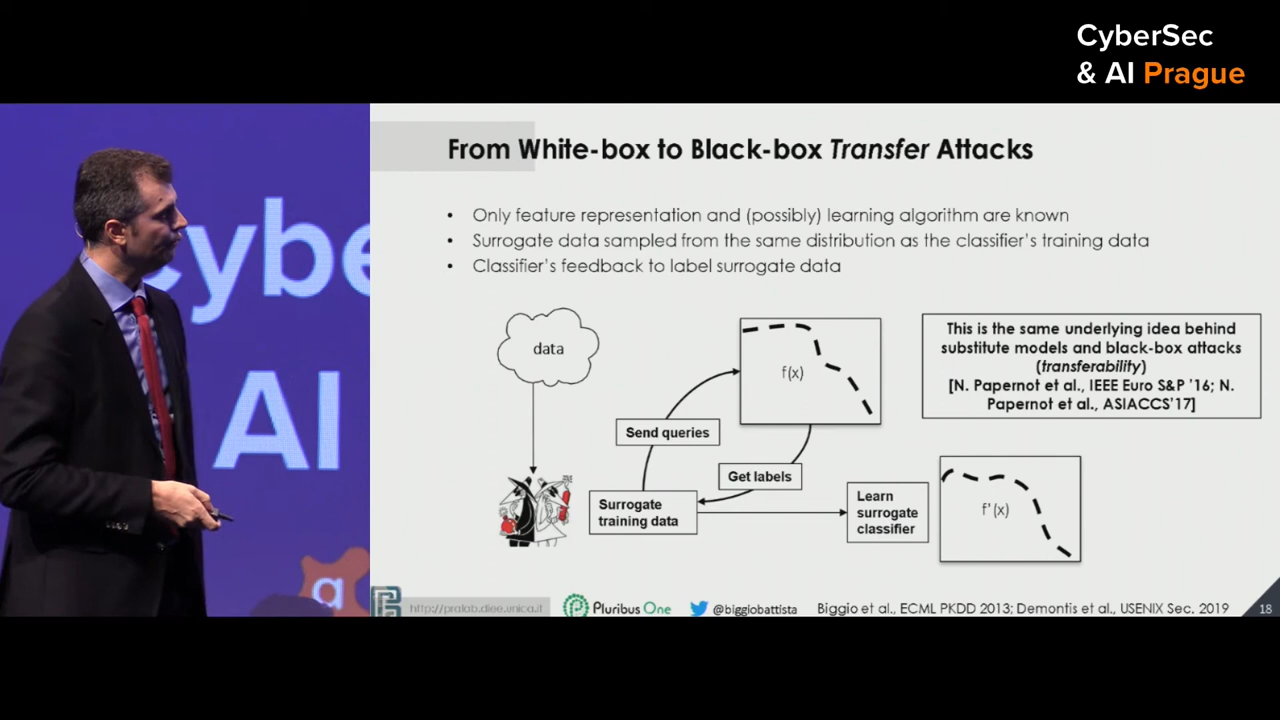 CyberSec
& AI Prague
Cybe
AI
From White-box to Black-box Transfer Attacks
• Only feature representation and (possibly) learning algorithm are known
• Surrogate data sampled from the same distribution as the classifier's training data
• Classifier's feedback to label surrogate data
data
f(x)
This is the same underlying idea behind
substitute models and black-box attacks
(transferability)
[N. Papernot et al., IEEE Euro S&P '16; N.
Papernot et al., ASIACCS'17]
Send queries
Get labels
Surrogate
training data
Learn
surrogate
classifier
f'(x)
http://pralab.diee.unica.it
Pluribus One
@biggiobattista
Biggio et al., ECML PKDD 2013; Demontis et al., USENIX Sec. 2019
18